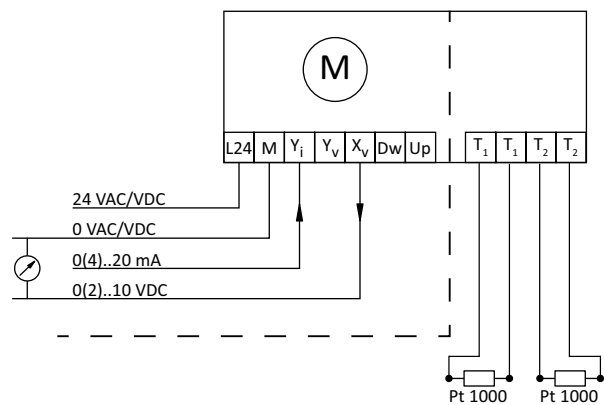 M
L24 M Yi Yv Xv Dw Up T1 T1 T2 T2
24 VAC/VDC
0 VAC/VDC
0(4)..20 mA
0(2)..10 VDC
Pt 1000 Pt 1000